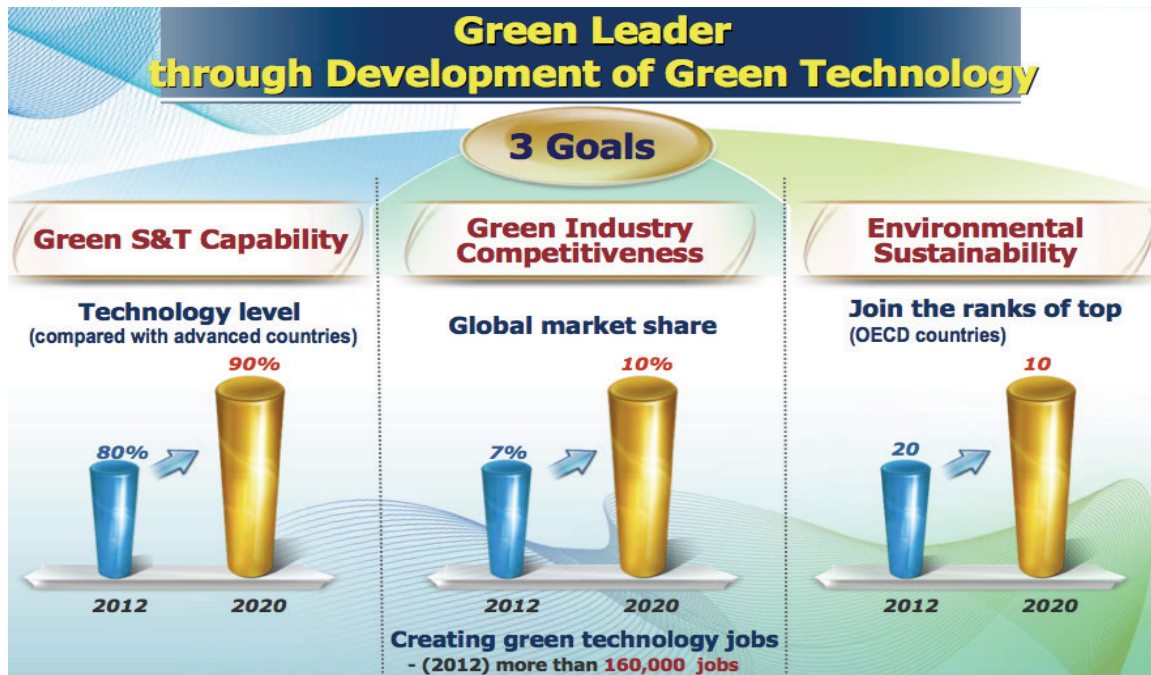 Green Leader
through Development of Green Technology
3 Goals
Green S&T Capability
Technology level
(compared with advanced countries)
80%
90%
2012
2020
Green Industry
Competitiveness
Global market share
7%
10%
2012
2020
Creating green technology jobs
- (2012) more than 160,000 jobs
Environmental
Sustainability
Join the ranks of top
(OECD countries)
20
10
2012
2020